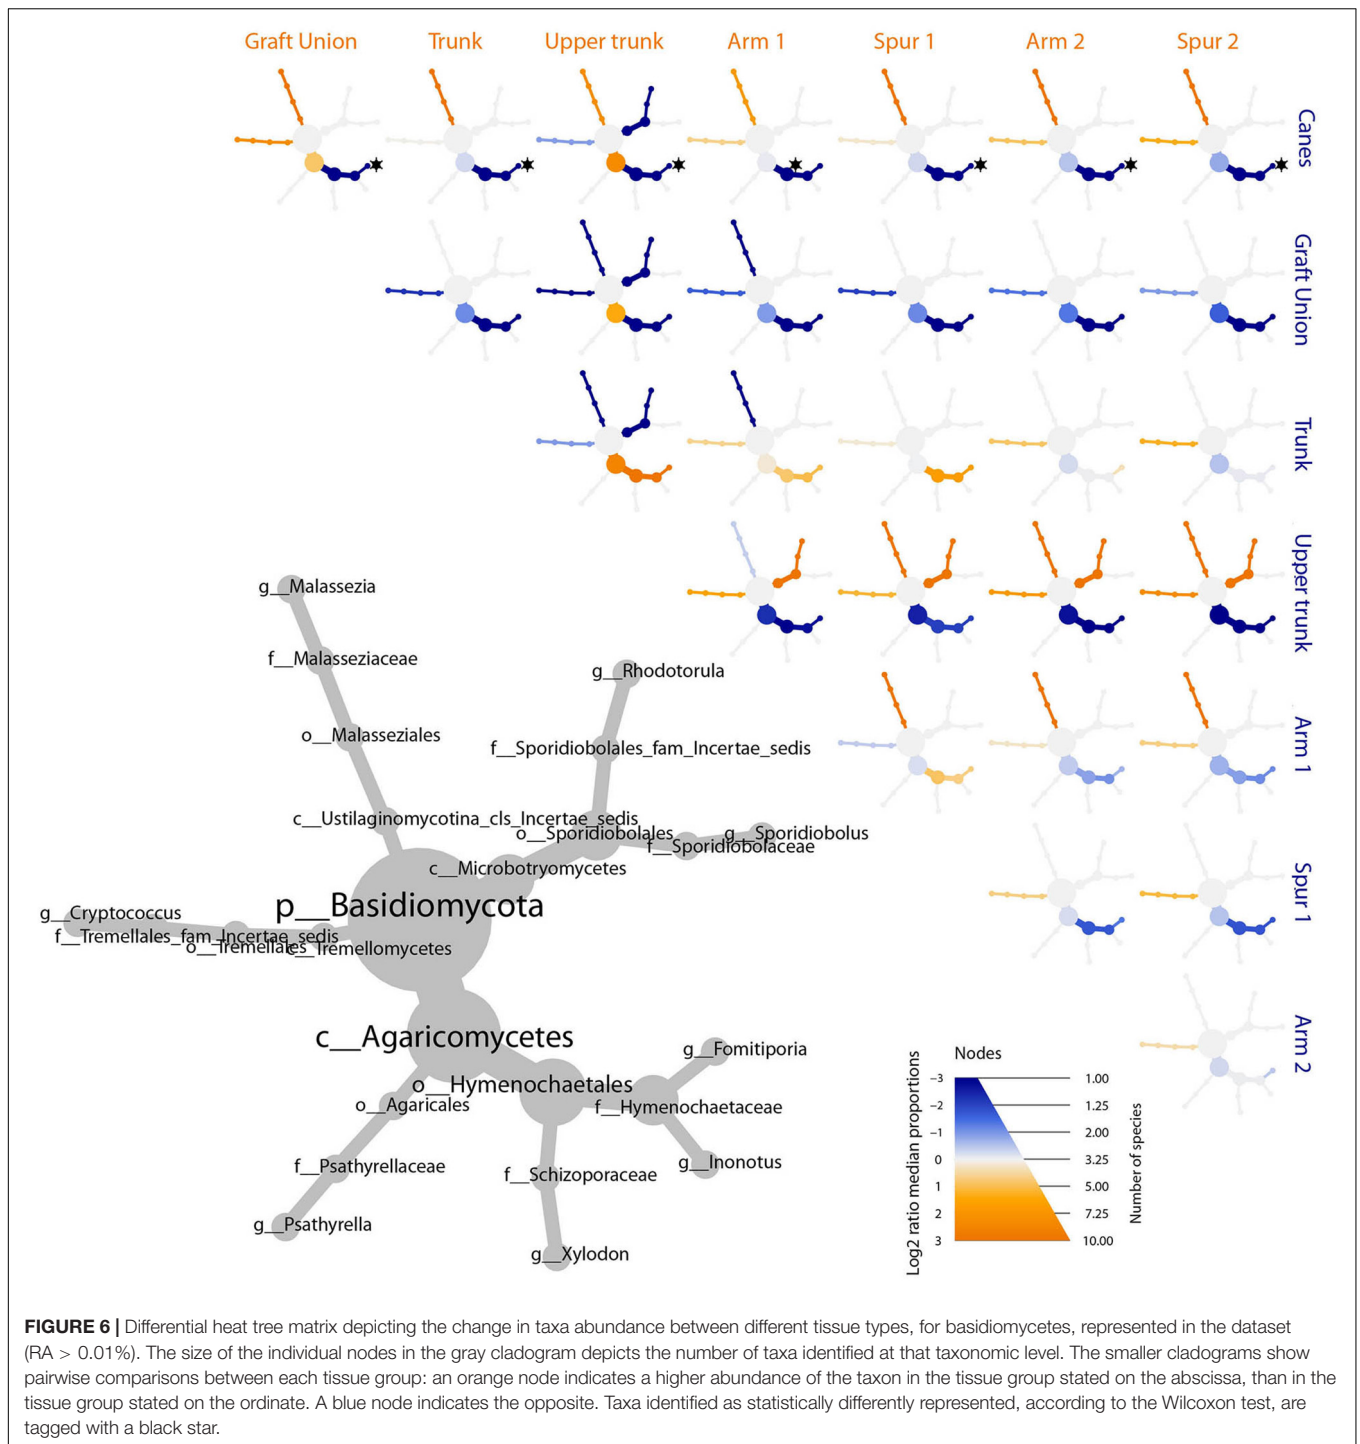 Graft Union
Trunk
Upper trunk
Arm 1
Spur 1
Arm 2
Spur 2
Canes
Graft Union
Trunk
Upper trunk
Arm 1
Spur 1
Arm 2
g__Malassezia
f__Malasseziaceae
o__Malasseziales
c__Ustilaginomycotina_cls_Incertae_sedis
g__Rhodotorula
f__Sporidiobolales_fam_Incertae_sedis
o__Sporidiobolales
g__Sporidiobolus
f__Sporidiobolaceae
c__Microbotryomycetes
p__Basidiomycota
g__Cryptococcus
f__Tremellales_fam_Incertae_sedis
o__Tremellales
c__Tremellomycetes
c__Agaricomycetes
o__Hymenochaetales
g__Fomitiporia
f__Hymenochaetaceae
g__Inonotus
o__Agaricales
f__Psathyrellaceae
g__Psathyrella
f__Schizoporaceae
g__Xylodon
Nodes
Log2 ratio median proportions
−3
−2
−1
0
1
2
3
1.00
1.25
2.00
3.25
5.00
7.25
10.00
Number of species
FIGURE 6 | Differential heat tree matrix depicting the change in taxa abundance between different tissue types, for basidiomycetes, represented in the dataset
(RA > 0.01%). The size of the individual nodes in the gray cladogram depicts the number of taxa identified at that taxonomic level. The smaller cladograms show
pairwise comparisons between each tissue group: an orange node indicates a higher abundance of the taxon in the tissue group stated on the abscissa, than in the
tissue group stated on the ordinate. A blue node indicates the opposite. Taxa identified as statistically differently represented, according to the Wilcoxon test, are
tagged with a black star.